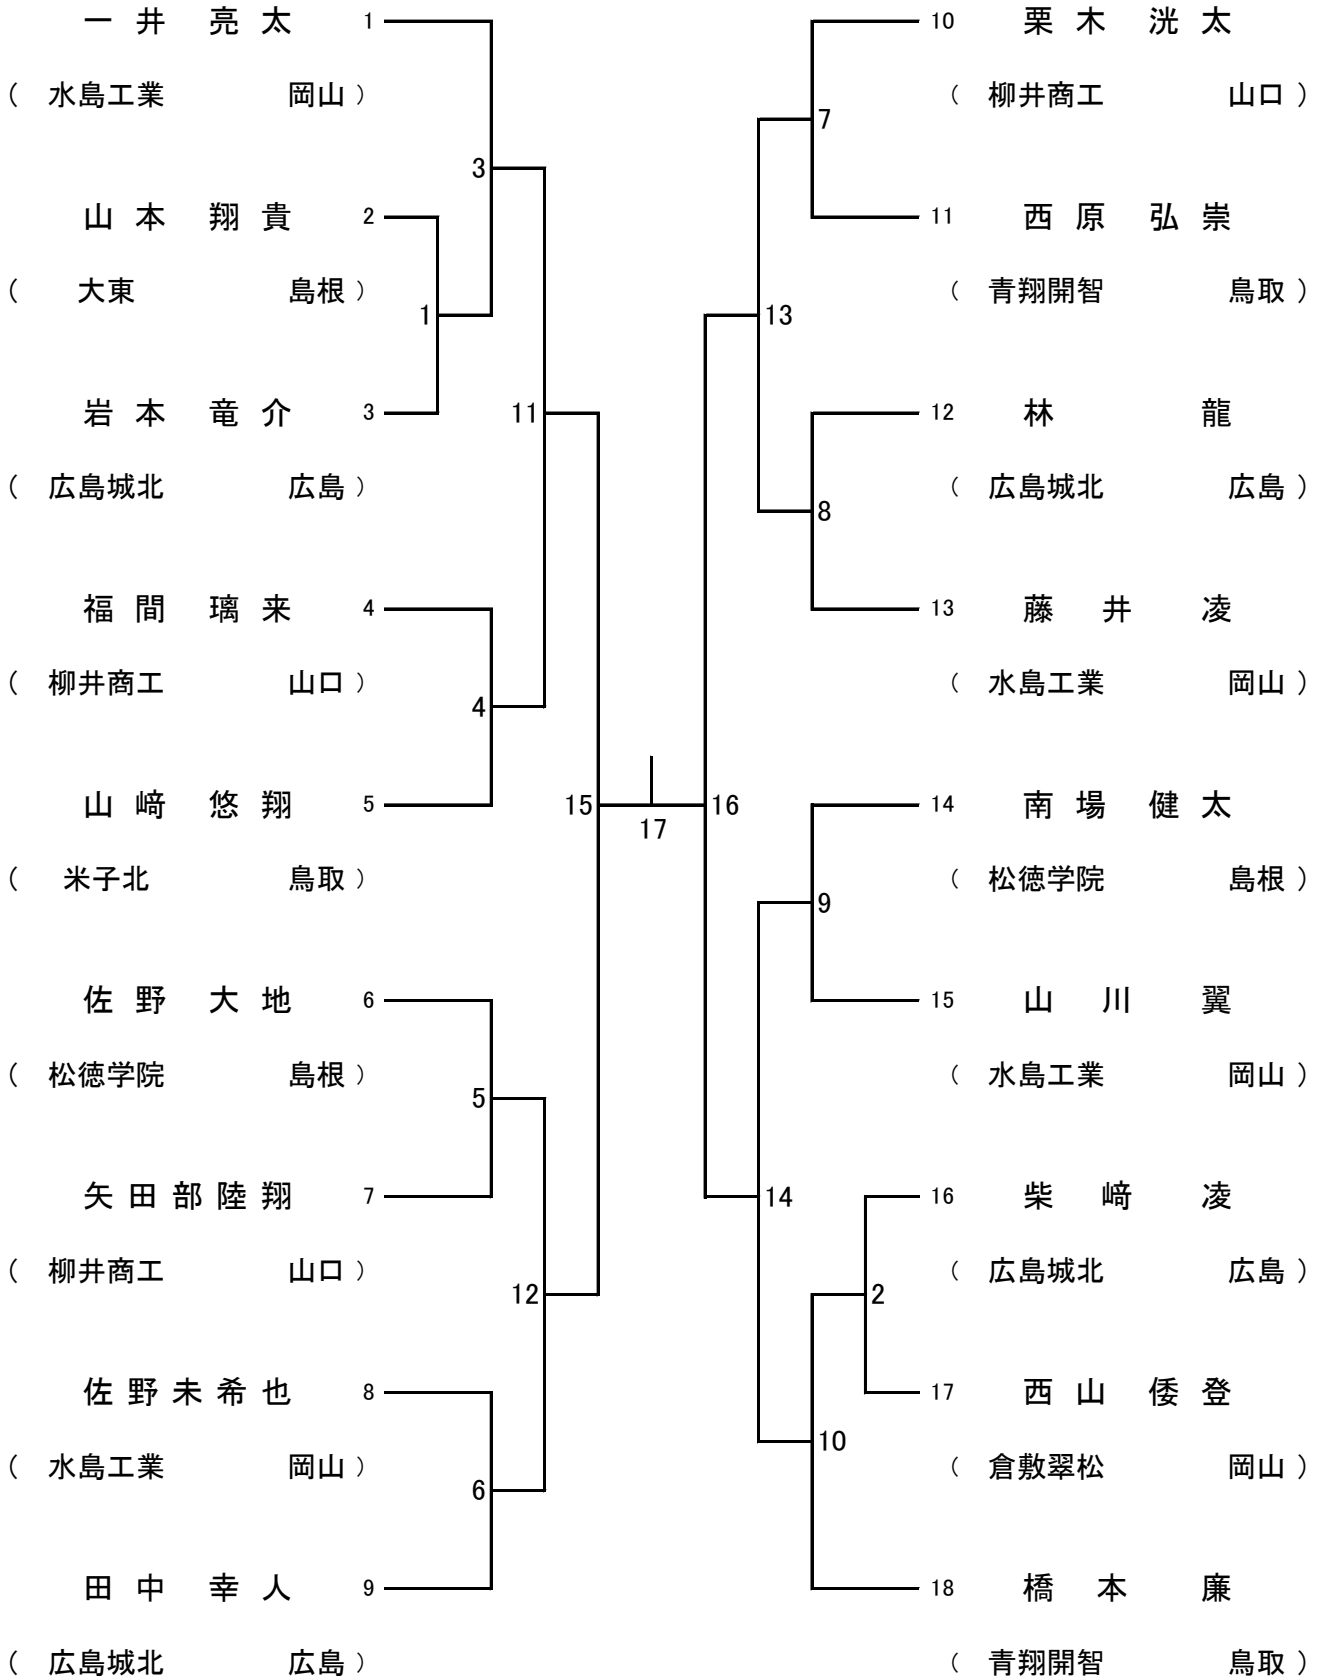 一井 亮太 1
（ 水島工業 岡山 ）
3
山本 翔貴 2
（ 大東 島根 ）
1
岩本 竜介 3
11
（ 広島城北 広島 ）
福間 璃来 4
（ 柳井商工 山口 ）
4
山﨑 悠翔 5
15
（ 米子北 鳥取 ）
佐野 大地 6
（ 松徳学院 島根 ）
5
矢田部陸翔 7
（ 柳井商工 山口 ）
12
佐野未希也 8
（ 水島工業 岡山 ）
6
田中 幸人 9
（ 広島城北 広島 ）
17
10 栗木 洸太
（ 柳井商工 山口 ）
7
11 西原 弘崇
（ 青翔開智 鳥取 ）
13
12 林 龍
（ 広島城北 広島 ）
8
13 藤井 凌
（ 水島工業 岡山 ）
16
14 南場 健太
（ 松徳学院 島根 ）
9
15 山川 翼
（ 水島工業 岡山 ）
14
16 柴﨑 凌
（ 広島城北 広島 ）
2
17 西山 倭登
（ 倉敷翠松 岡山 ）
10
18 橋本 廉
（ 青翔開智 鳥取 ）